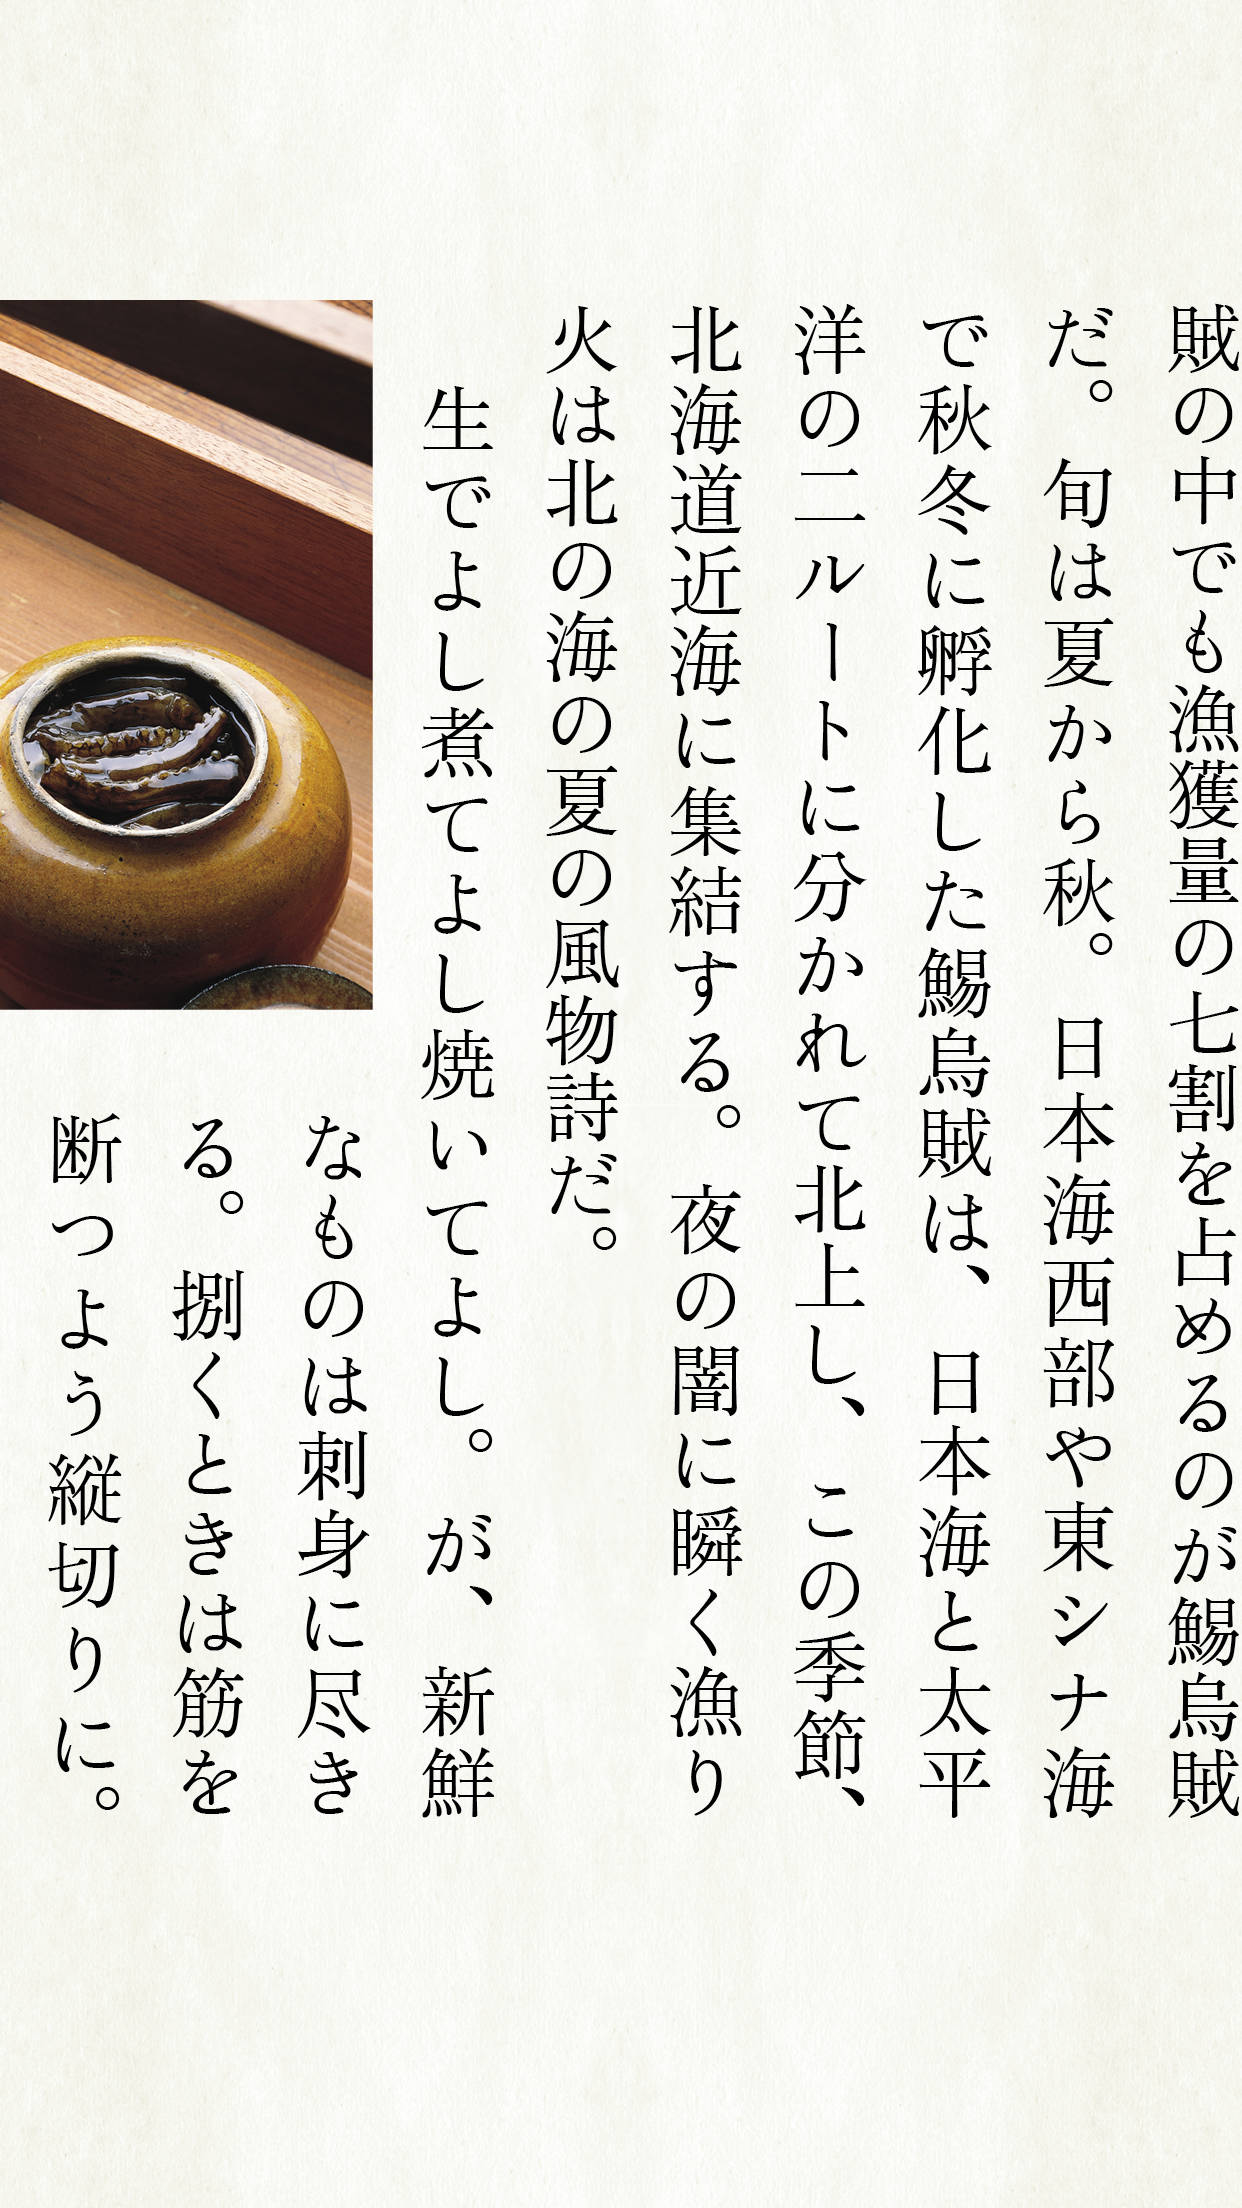 賊の中でも漁獲量の七割を占めるのが鯣烏賊
だ。旬は夏から秋。日本海西部や東シナ海
で秋冬に孵化した鯣烏賊は、日本海と太平
洋の二ルートに分かれて北上し、この季節、
北海道近海に集結する。夜の闇に瞬く漁り
火は北の海の夏の風物詩だ。
生でよし煮てよし焼いてよし。が、新鮮
なものは刺身に尽き
る。捌くときは筋を
断つよう縦切りに。